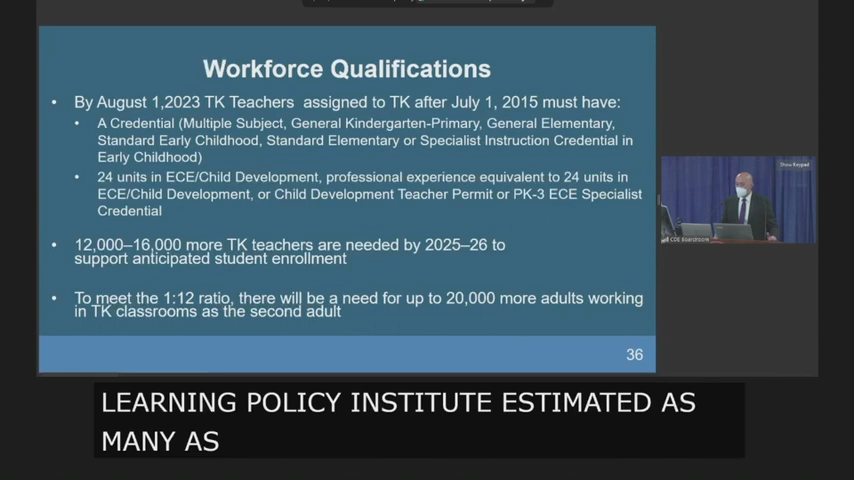 Workforce Qualifications
• By August 1,2023 TK Teachers assigned to TK after July 1, 2015 must have:
• A Credential (Multiple Subject, General Kindergarten-Primary, General Elementary,
Standard Early Childhood, Standard Elementary or Specialist Instruction Credential in
Early Childhood)
• 24 units in ECE/Child Development, professional experience equivalent to 24 units in
ECE/Child Development, or Child Development Teacher Permit or PK-3 ECE Specialist
Credential
• 12,000–16,000 more TK teachers are needed by 2025–26 to
support anticipated student enrollment
• To meet the 1:12 ratio, there will be a need for up to 20,000 more adults working
in TK classrooms as the second adult
36
Show Keypad
CDE Boardroom
LEARNING POLICY INSTITUTE ESTIMATED AS
MANY AS